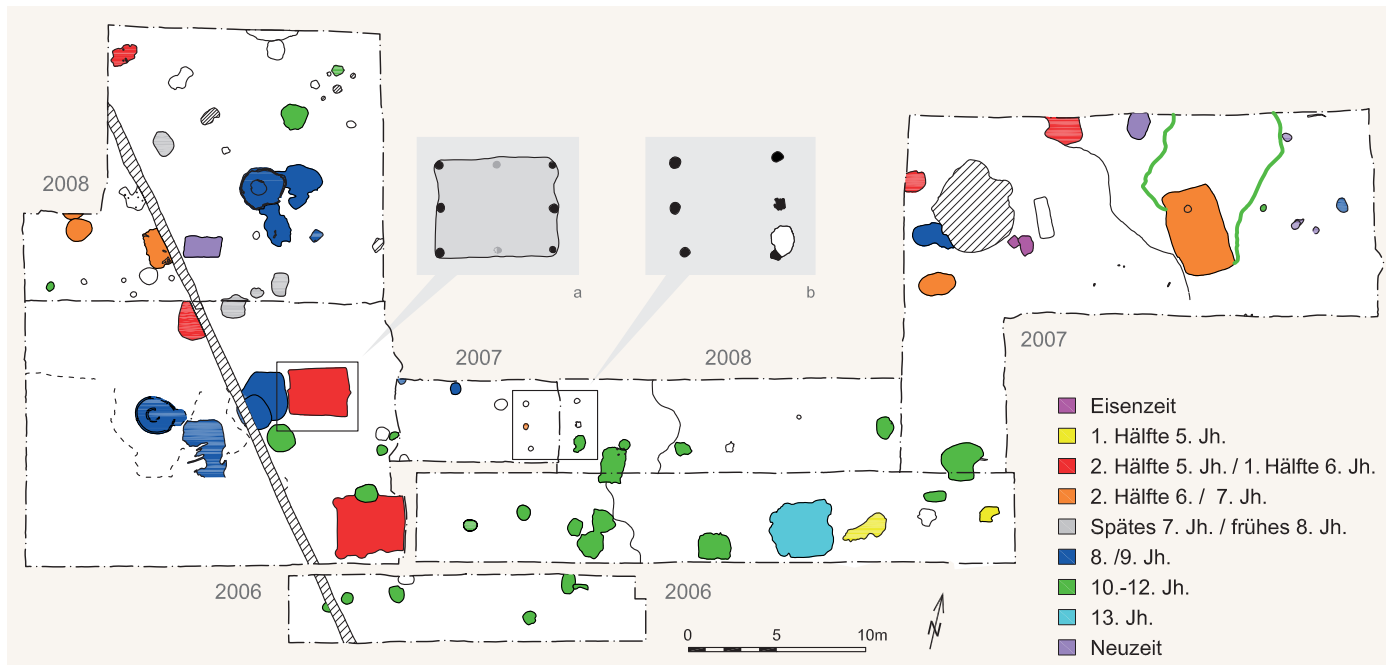 2008
a
b
2007
2008
2007
2006
2006
N
0 5 10m
Eisenzeit
1. Hälfte 5. Jh.
2. Hälfte 5. Jh. / 1. Hälfte 6. Jh.
2. Hälfte 6. / 7. Jh.
Spätes 7. Jh. / frühes 8. Jh.
8. /9. Jh.
10.-12. Jh.
13. Jh.
Neuzeit